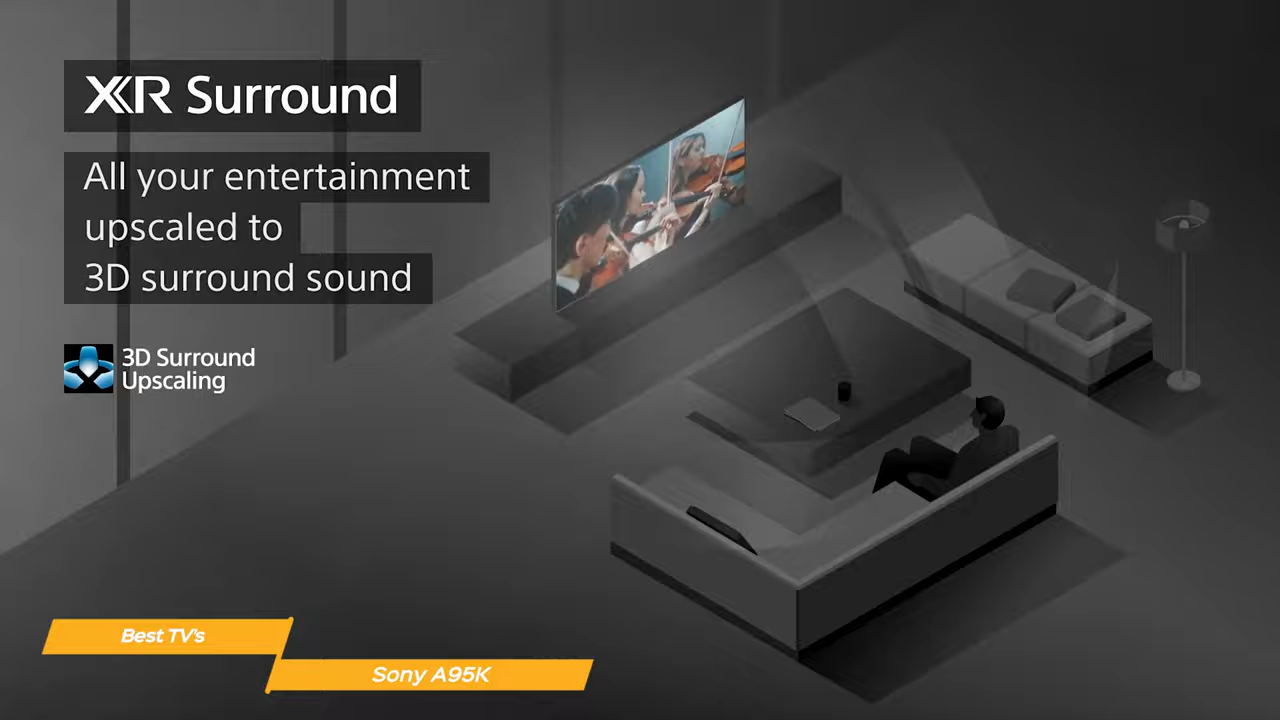 XR Surround
All your entertainment
upscaled to
3D surround sound
3D Surround
Upscaling
Best TV's
Sony A95K